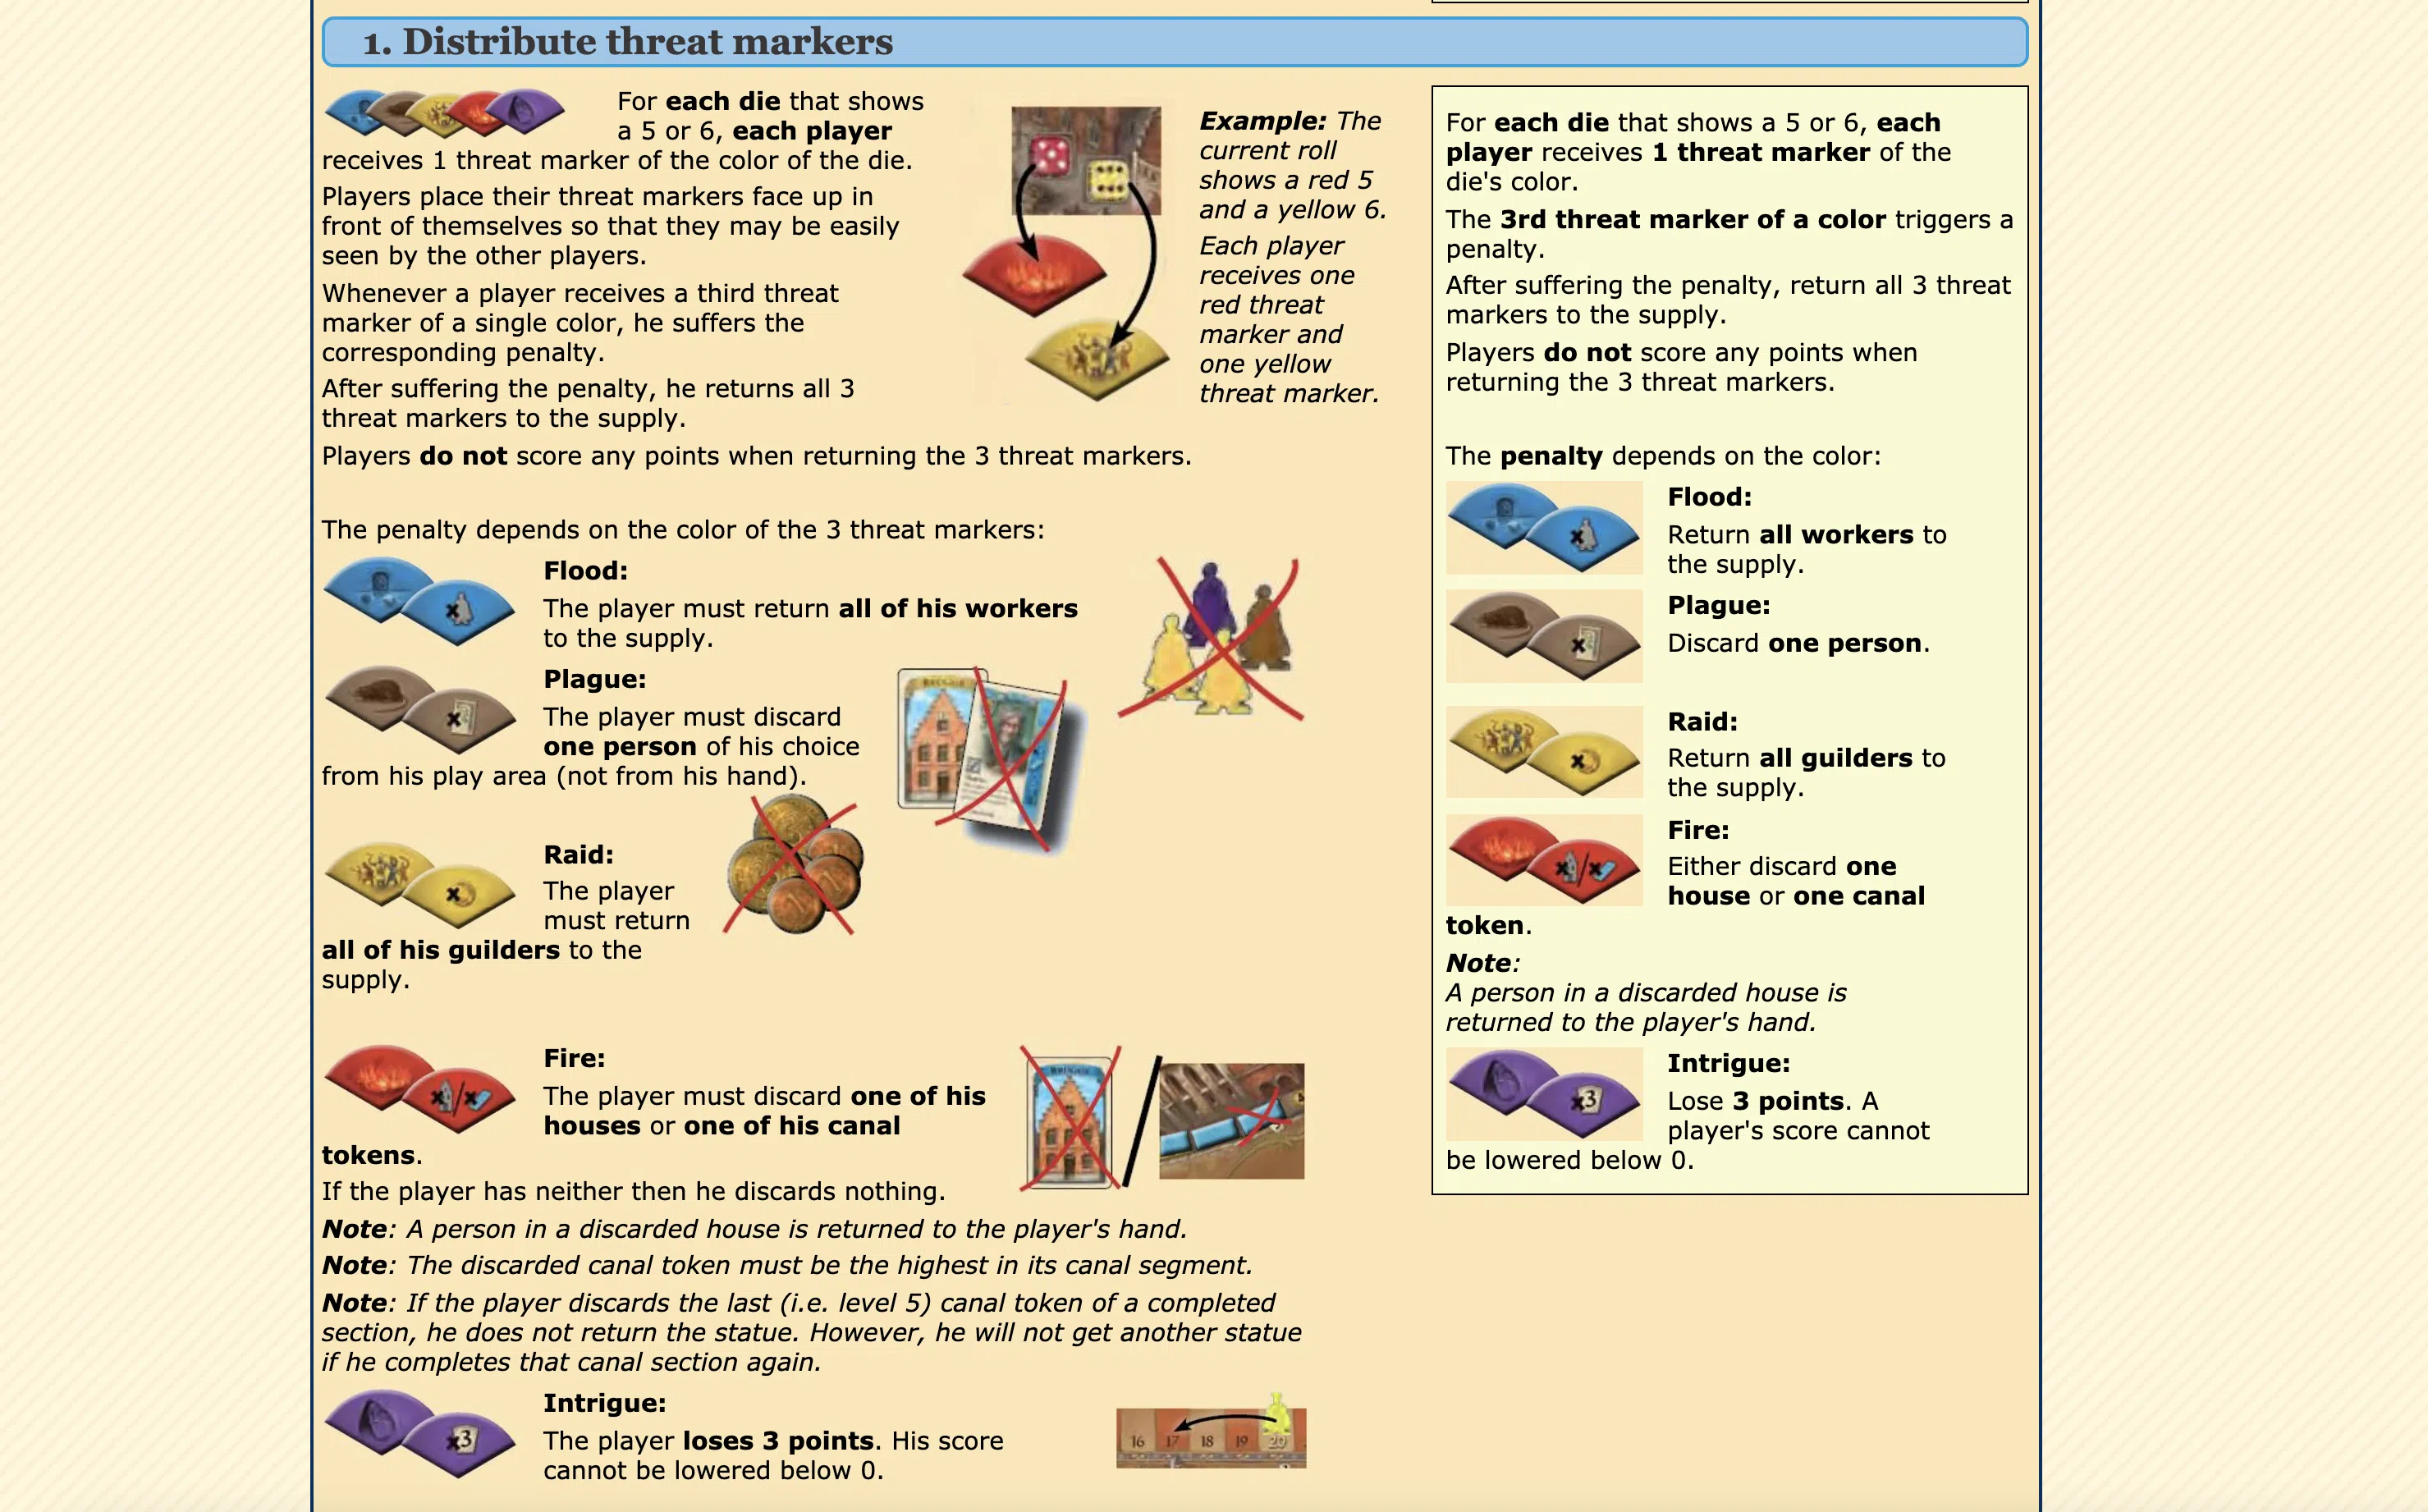 1. Distribute threat markers
For each die that shows
a 5 or 6, each player
receives 1 threat marker of the color of the die.
Players place their threat markers face up in
front of themselves so that they may be easily
seen by the other players.
Whenever a player receives a third threat
marker of a single color, he suffers the
corresponding penalty.
After suffering the penalty, he returns all 3
threat markers to the supply.
Players do not score any points when returning the 3 threat markers.
Example: The
current roll
shows a red 5
and a yellow 6.
Each player
receives one
red threat
marker and
one yellow
threat marker.
The penalty depends on the color of the 3 threat markers:
Flood:
The player must return all of his workers
to the supply.
Plague:
The player must discard
one person of his choice
from his play area (not from his hand).
BRUGGE
Raid:
The player
must return
all of his guilders to the
supply.
Fire:
The player must discard one of his
houses or one of his canal
tokens.
If the player has neither then he discards nothing.
BRUGGE
Note: A person in a discarded house is returned to the player's hand.
Note: The discarded canal token must be the highest in its canal segment.
Note: If the player discards the last (i.e. level 5) canal token of a completed
section, he does not return the statue. However, he will not get another statue
if he completes that canal section again.
x3
Intrigue:
The player loses 3 points. His score
cannot be lowered below 0.
16 17 18 19 20
For each die that shows a 5 or 6, each
player receives 1 threat marker of the
die's color.
The 3rd threat marker of a color triggers a
penalty.
After suffering the penalty, return all 3 threat
markers to the supply.
Players do not score any points when
returning the 3 threat markers.
The penalty depends on the color:
Flood:
Return all workers to
the supply.
Plague:
Discard one person.
Raid:
Return all guilders to
the supply.
Fire:
Either discard one
house or one canal
token.
Note:
A person in a discarded house is
returned to the player's hand.
x3
Intrigue:
Lose 3 points. A
player's score cannot
be lowered below 0.